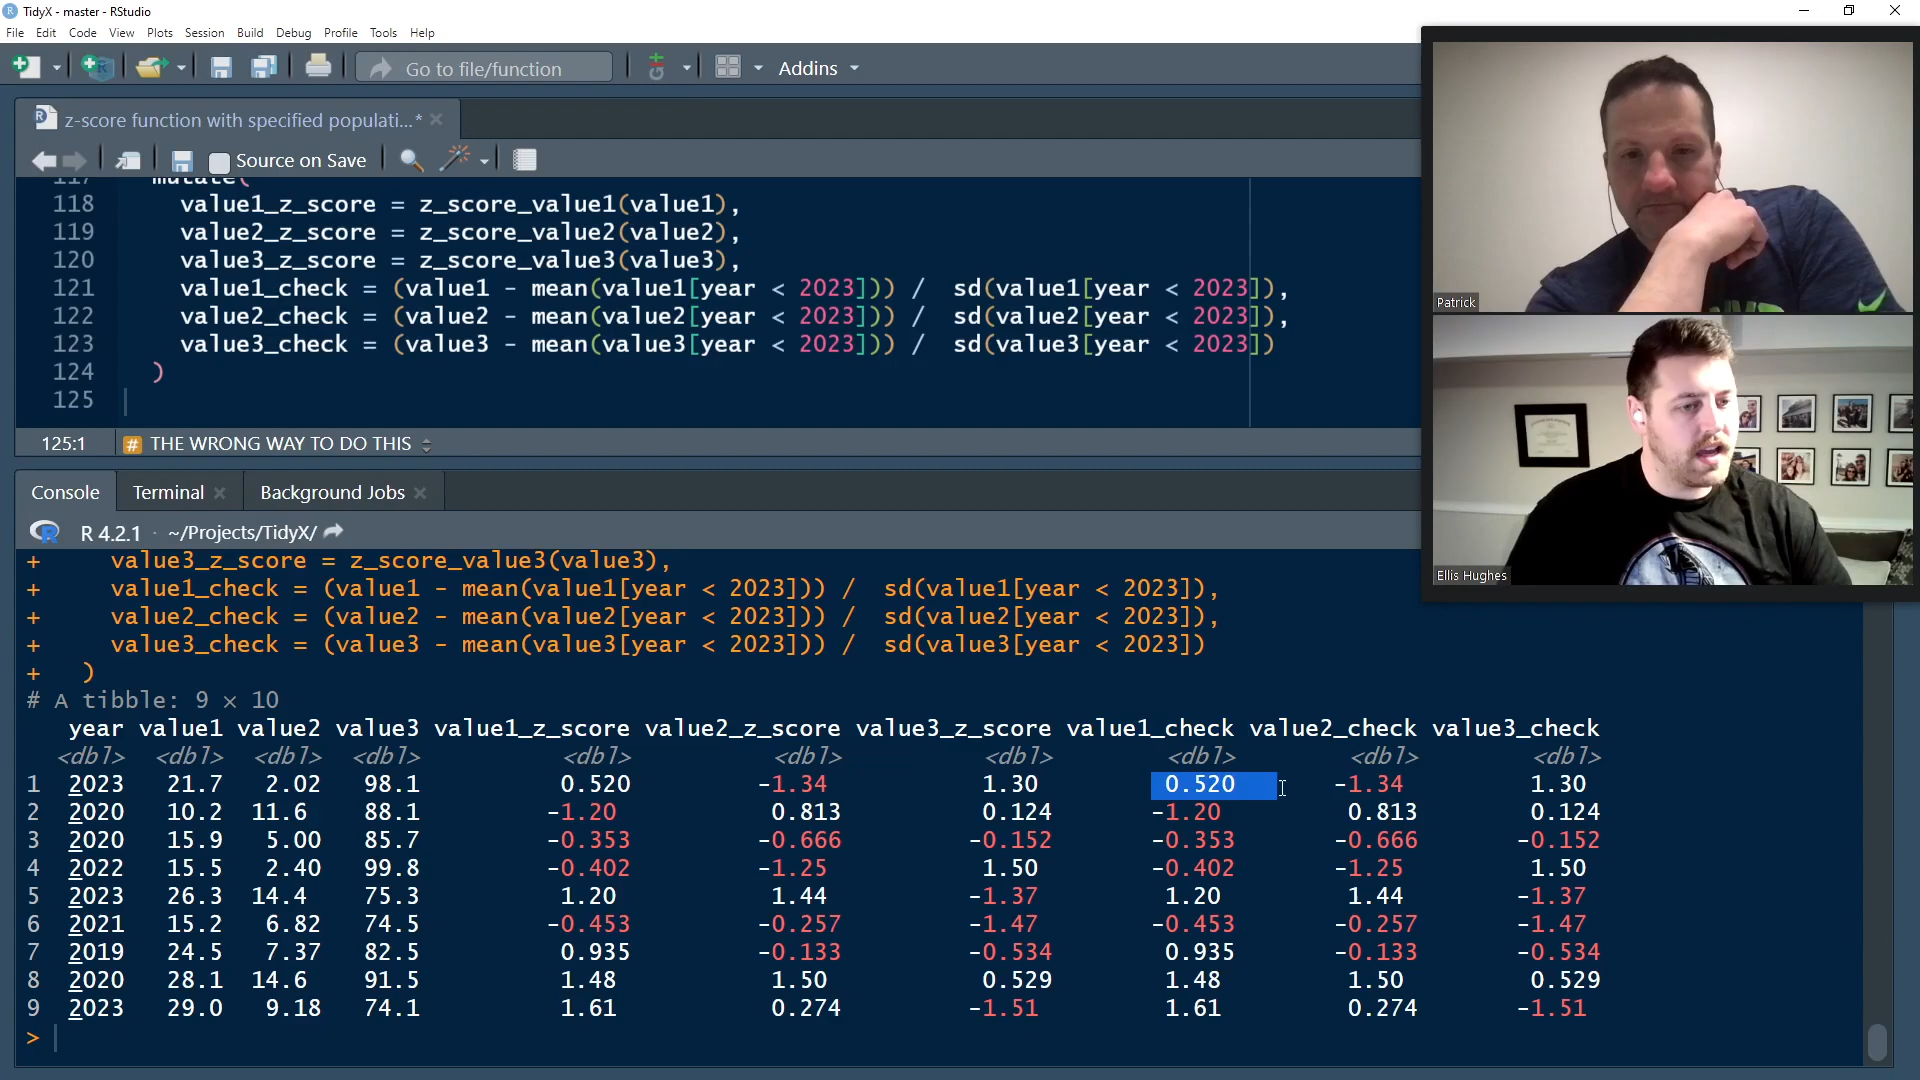 TidyX - master - RStudio
File Edit Code View Plots Session Build Debug Profile Tools Help
Go to file/function Addins
z-score function with specified populati...*
Source on Save
117 mutate(
118 value1_z_score = z_score_value1(value1),
119 value2_z_score = z_score_value2(value2),
120 value3_z_score = z_score_value3(value3),
121 value1_check = (value1 - mean(value1[year < 2023])) / sd(value1[year < 2023]),
122 value2_check = (value2 - mean(value2[year < 2023])) / sd(value2[year < 2023]),
123 value3_check = (value3 - mean(value3[year < 2023])) / sd(value3[year < 2023])
124 )
125
125:1 # THE WRONG WAY TO DO THIS
Console Terminal Background Jobs
R 4.2.1 · ~/Projects/TidyX/
+ value3_z_score = z_score_value3(value3),
+ value1_check = (value1 - mean(value1[year < 2023])) / sd(value1[year < 2023]),
+ value2_check = (value2 - mean(value2[year < 2023])) / sd(value2[year < 2023]),
+ value3_check = (value3 - mean(value3[year < 2023])) / sd(value3[year < 2023])
+ )
# A tibble: 9 × 10
year value1 value2 value3 value1_z_score value2_z_score value3_z_score value1_check value2_check value3_check
<dbl> <dbl> <dbl> <dbl> <dbl> <dbl> <dbl> <dbl> <dbl> <dbl>
1 2023 21.7 2.02 98.1 0.520 -1.34 1.30 0.520 -1.34 1.30
2 2020 10.2 11.6 88.1 -1.20 0.813 0.124 -1.20 0.813 0.124
3 2020 15.9 5.00 85.7 -0.353 -0.666 -0.152 -0.353 -0.666 -0.152
4 2022 15.5 2.40 99.8 -0.402 -1.25 1.50 -0.402 -1.25 1.50
5 2023 26.3 14.4 75.3 1.20 1.44 -1.37 1.20 1.44 -1.37
6 2021 15.2 6.82 74.5 -0.453 -0.257 -1.47 -0.453 -0.257 -1.47
7 2019 24.5 7.37 82.5 0.935 -0.133 -0.534 0.935 -0.133 -0.534
8 2020 28.1 14.6 91.5 1.48 1.50 0.529 1.48 1.50 0.529
9 2023 29.0 9.18 74.1 1.61 0.274 -1.51 1.61 0.274 -1.51
>
Patrick
Ellis Hughes